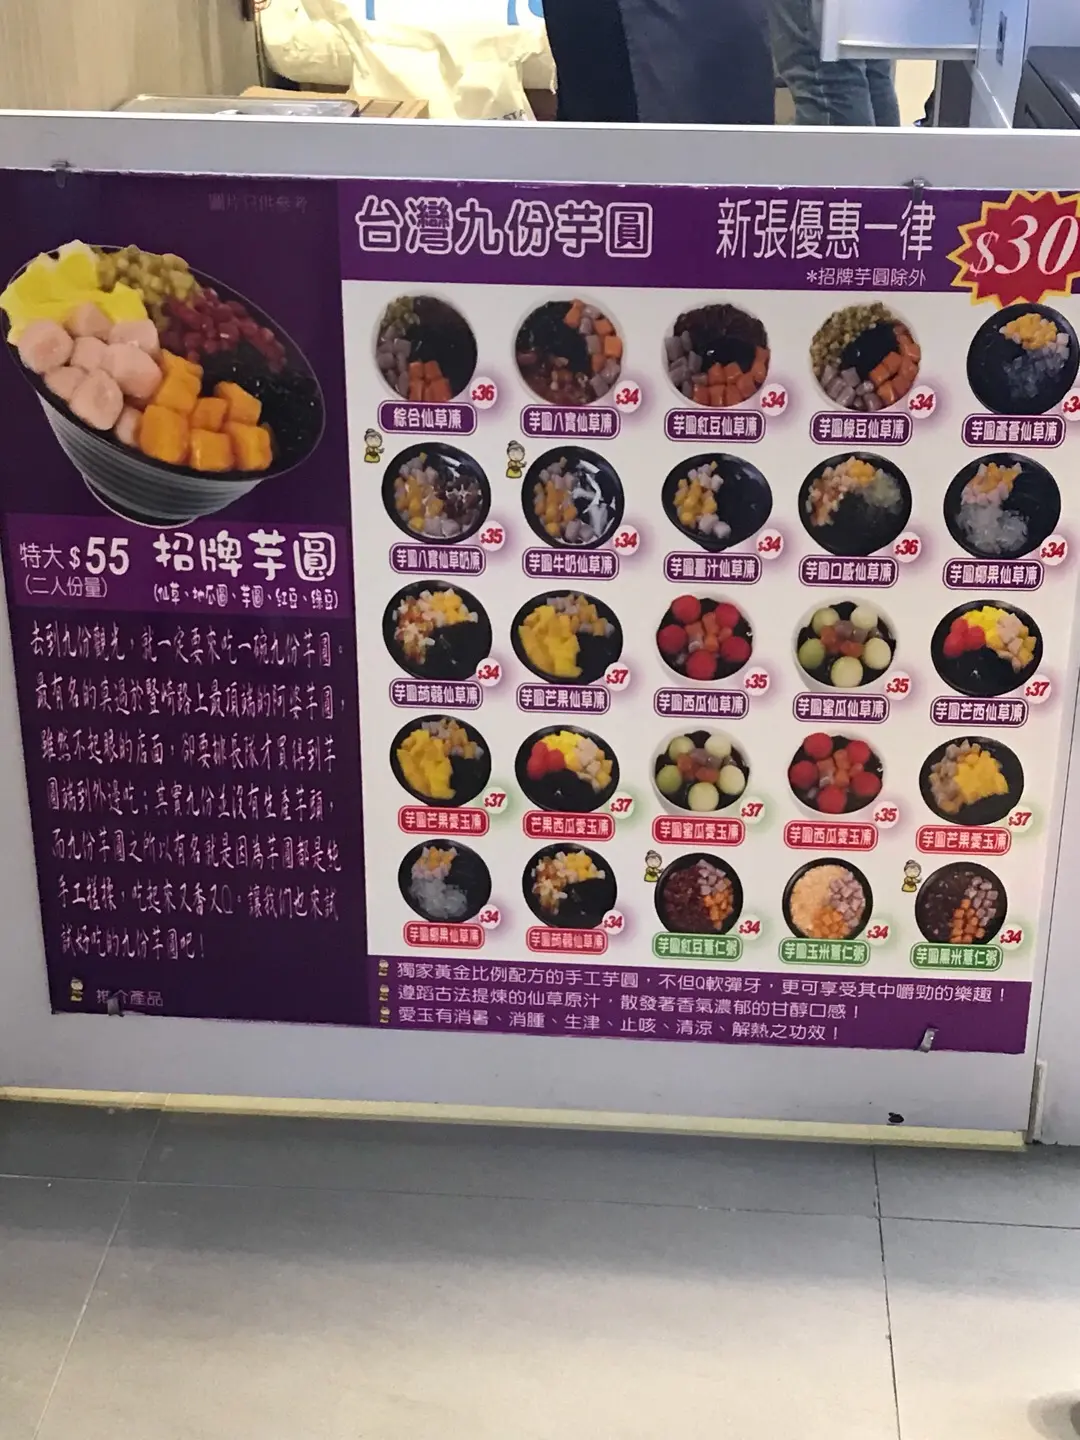 圖片只供參考
台灣九份芋圓
新張優惠一律
$30
*招牌芋圓除外
特大$55
(二人份量)
招牌芋圓
(仙草、地瓜圓、芋圓、紅豆、綠豆)
去到九份觀光，就一定要來吃一碗九份芋圓。
最有名的莫過於豎崎路上最頂端的阿婆芋圓，
雖然不起眼的店面，卻要排長隊才買得到芋
圓端到外邊吃；其實九份並沒有生產芋頭，
而九份芋圓之所以有名就是因為芋圓都是純
手工搓揉，吃起來又香又Q。讓我們也來試
試好吃的九份芋圓吧！
推介產品
$36 $34 $34 $34
綜合仙草凍 芋圓八寶仙草凍 芋圓紅豆仙草凍 芋圓綠豆仙草凍 芋圓蘆薈仙草凍
$35 $34 $34 $36 $34
芋圓八寶仙草奶凍 芋圓牛奶仙草凍 芋圓薑汁仙草凍 芋圓口感仙草凍 芋圓椰果仙草凍
$34 $37 $35 $35 $37
芋圓蒟蒻仙草凍 芋圓芒果仙草凍 芋圓西瓜仙草凍 芋圓蜜瓜仙草凍 芋圓芒西仙草凍
$37 $37 $37 $35 $37
芋圓芒果愛玉凍 芒果西瓜愛玉凍 芋圓蜜瓜愛玉凍 芋圓西瓜愛玉凍 芋圓芒果愛玉凍
$34 $34 $34 $34 $34
芋圓椰果仙草凍 芋圓蒟蒻仙草凍 芋圓紅豆薏仁粥 芋圓玉米薏仁粥 芋圓黑米薏仁粥
獨家黃金比例配方的手工芋圓，不但Q軟彈牙，更可享受其中嚼勁的樂趣！
遵蹈古法提煉的仙草原汁，散發著香氣濃郁的甘醇口感！
愛玉有消暑、消腫、生津、止咳、清涼、解熱之功效！